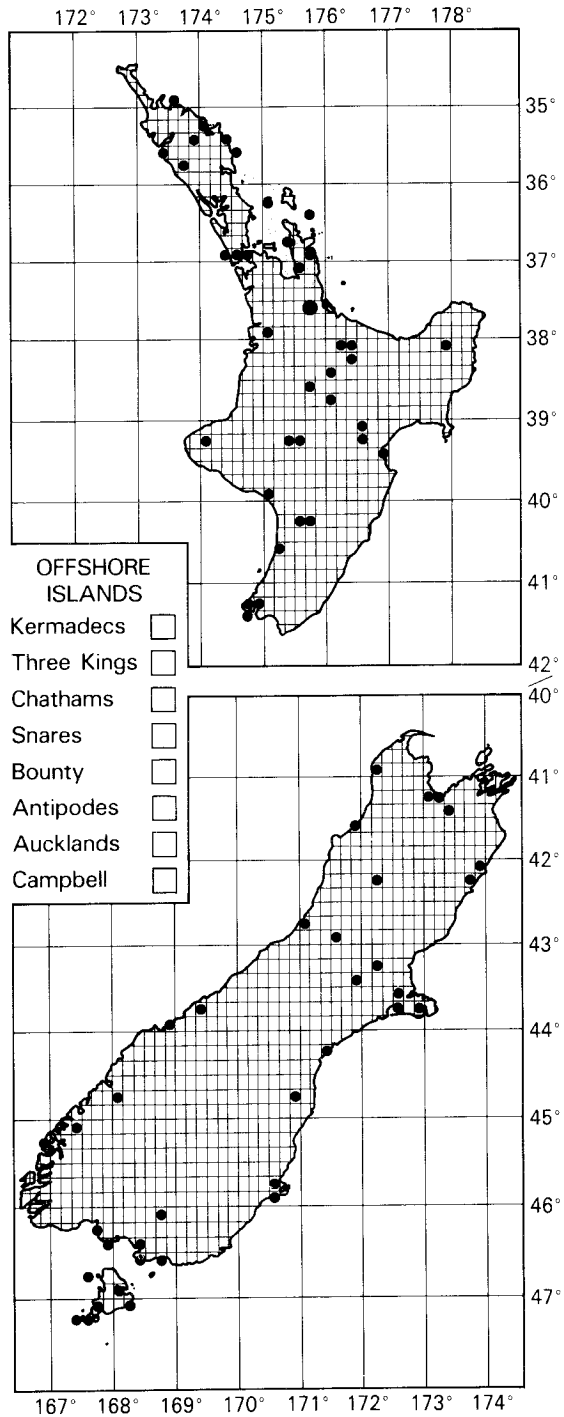 172° 173° 174° 175° 176° 177° 178°
35°
36°
37°
38°
39°
40°
41°
42°
OFFSHORE
ISLANDS
Kermadecs
Three Kings
Chathams
Snares
Bounty
Antipodes
Aucklands
Campbell
40°
41°
42°
43°
44°
45°
46°
47°
167° 168° 169° 170° 171° 172° 173° 174°